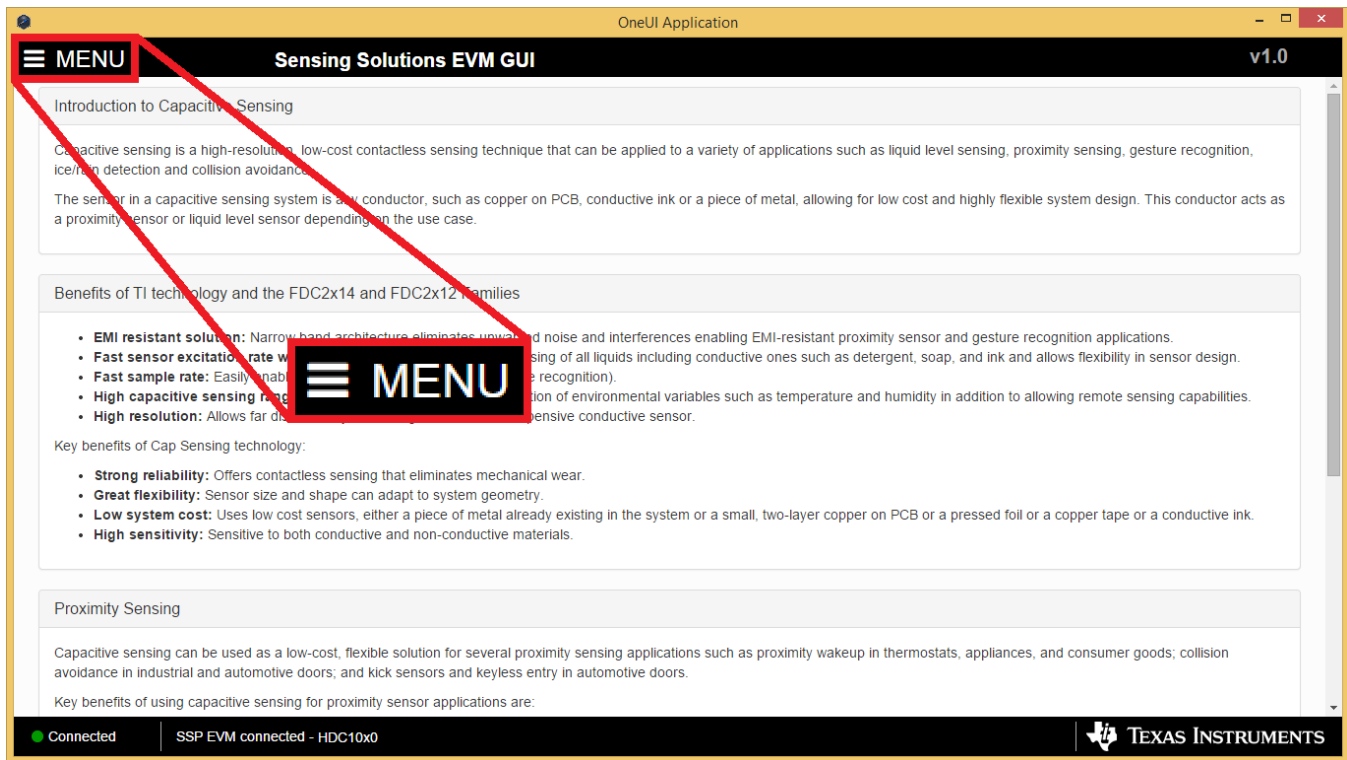 OneUI Application
MENU
Sensing Solutions EVM GUI
v1.0
Introduction to Capacitive Sensing
Capacitive sensing is a high-resolution, low-cost contactless sensing technique that can be applied to a variety of applications such as liquid level sensing, proximity sensing, gesture recognition,
ice/rain detection and collision avoidance.
The sensor in a capacitive sensing system is any conductor, such as copper on PCB, conductive ink or a piece of metal, allowing for low cost and highly flexible system design. This conductor acts as
a proximity sensor or liquid level sensor depending on the use case.
Benefits of TI technology and the FDC2x14 and FDC2x12 Families
• EMI resistant solution: Narrow band architecture eliminates unwanted noise and interferences enabling EMI-resistant proximity sensor and gesture recognition applications.
• Fast sensor excitation rate sing of all liquids including conductive ones such as detergent, soap, and ink and allows flexibility in sensor design.
• Fast sample rate: Easily recognition).
• High capacitive sensing of environmental variables such as temperature and humidity in addition to allowing remote sensing capabilities.
• High resolution: Allows far conductive sensor.
MENU
Key benefits of Cap Sensing technology:
• Strong reliability: Offers contactless sensing that eliminates mechanical wear.
• Great flexibility: Sensor size and shape can adapt to system geometry.
• Low system cost: Uses low cost sensors, either a piece of metal already existing in the system or a small, two-layer copper on PCB or a pressed foil or a copper tape or a conductive ink.
• High sensitivity: Sensitive to both conductive and non-conductive materials.
Proximity Sensing
Capacitive sensing can be used as a low-cost, flexible solution for several proximity sensing applications such as proximity wakeup in thermostats, appliances, and consumer goods; collision
avoidance in industrial and automotive doors; and kick sensors and keyless entry in automotive doors.
Key benefits of using capacitive sensing for proximity sensor applications are:
Connected
SSP EVM connected - HDC10x0
TEXAS INSTRUMENTS